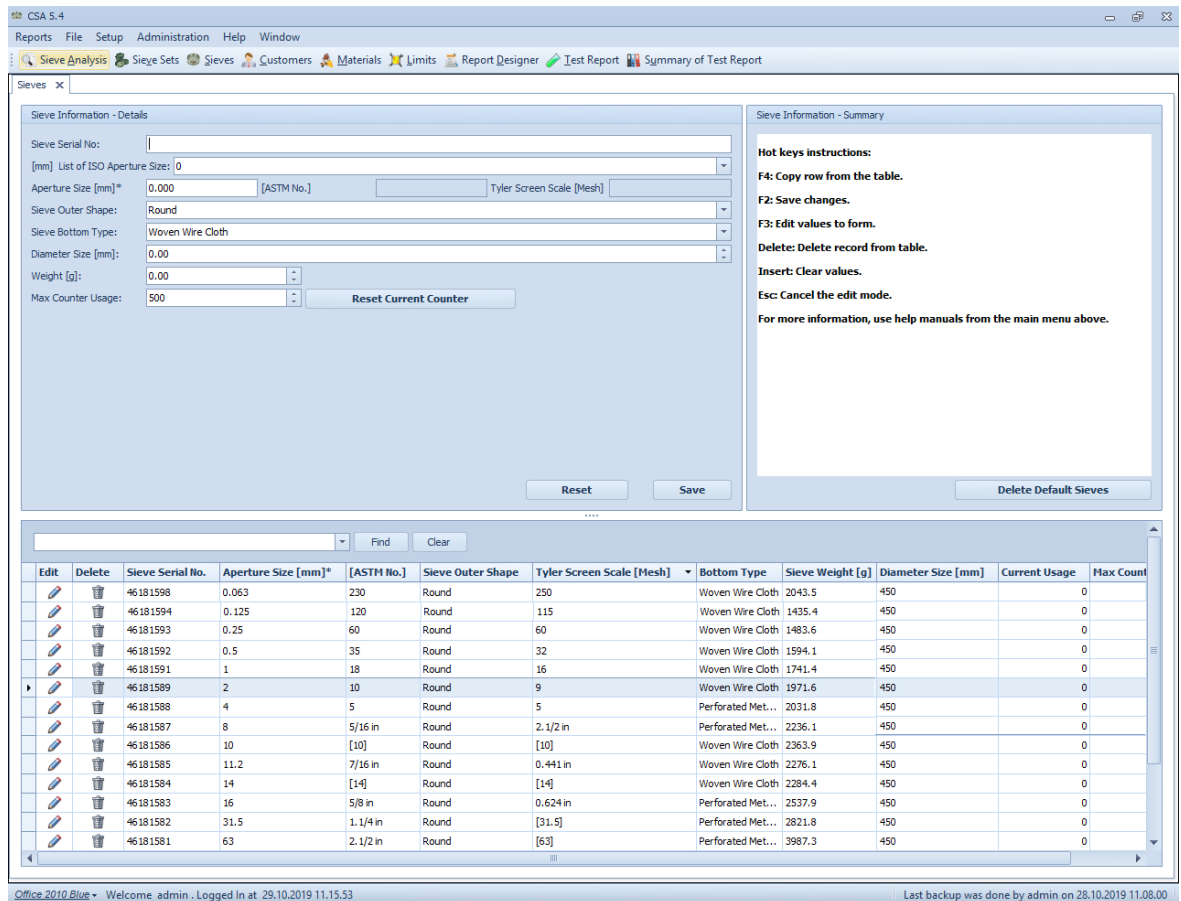 CSA 5.4
Reports File Setup Administration Help Window
Sieve Analysis Sieve Sets Sieves Customers Materials Limits Report Designer Test Report Summary of Test Report
Sieves
Sieve Information - Details
Sieve Serial No:
[mm] List of ISO Aperture Size: 0
Aperture Size [mm]* 0.000 [ASTM No.] Tyler Screen Scale [Mesh]
Sieve Outer Shape: Round
Sieve Bottom Type: Woven Wire Cloth
Diameter Size [mm]: 0.00
Weight [g]: 0.00
Max Counter Usage: 500 Reset Current Counter
Reset Save
Sieve Information - Summary
Hot keys instructions:
F4: Copy row from the table.
F2: Save changes.
F3: Edit values to form.
Delete: Delete record from table.
Insert: Clear values.
Esc: Cancel the edit mode.
For more information, use help manuals from the main menu above.
Delete Default Sieves
Find Clear
Edit Delete Sieve Serial No. Aperture Size [mm]* [ASTM No.] Sieve Outer Shape Tyler Screen Scale [Mesh] Bottom Type Sieve Weight [g] Diameter Size [mm] Current Usage Max Count
46181598 0.063 230 Round 250 Woven Wire Cloth 2043.5 450 0
46181594 0.125 120 Round 115 Woven Wire Cloth 1435.4 450 0
46181593 0.25 60 Round 60 Woven Wire Cloth 1483.6 450 0
46181592 0.5 35 Round 32 Woven Wire Cloth 1594.1 450 0
46181591 1 18 Round 16 Woven Wire Cloth 1741.4 450 0
46181589 2 10 Round 9 Woven Wire Cloth 1971.6 450 0
46181588 4 5 Round 5 Perforated Met... 2031.8 450 0
46181587 8 5/16 in Round 2.1/2 in Perforated Met... 2236.1 450 0
46181586 10 [10] Round [10] Woven Wire Cloth 2363.9 450 0
46181585 11.2 7/16 in Round 0.441 in Woven Wire Cloth 2276.1 450 0
46181584 14 [14] Round [14] Woven Wire Cloth 2284.4 450 0
46181583 16 5/8 in Round 0.624 in Perforated Met... 2537.9 450 0
46181582 31.5 1.1/4 in Round [31.5] Perforated Met... 2821.8 450 0
46181581 63 2.1/2 in Round [63] Perforated Met... 3987.3 450 0
Office 2010 Blue Welcome admin . Logged In at 29.10.2019 11.15.53 Last backup was done by admin on 28.10.2019 11.08.00